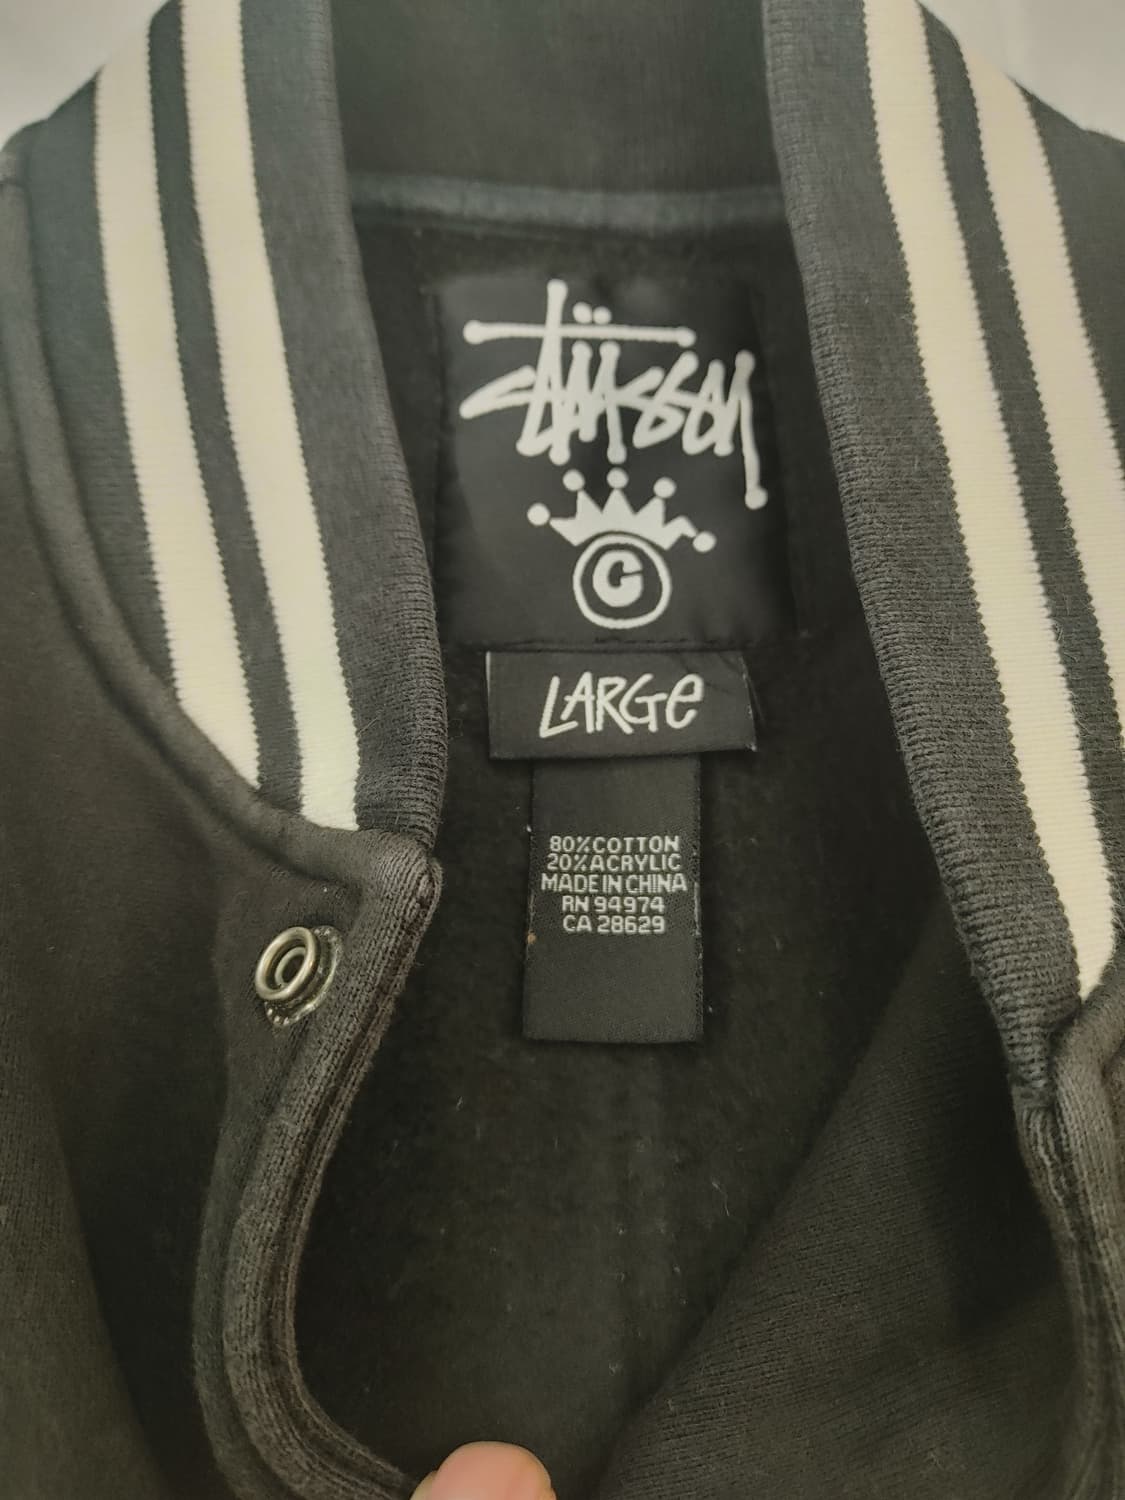 Stüssy
C
LARGe
80%COTTON
20%ACRYLIC
MADE IN CHINA
RN 94974
CA 28629